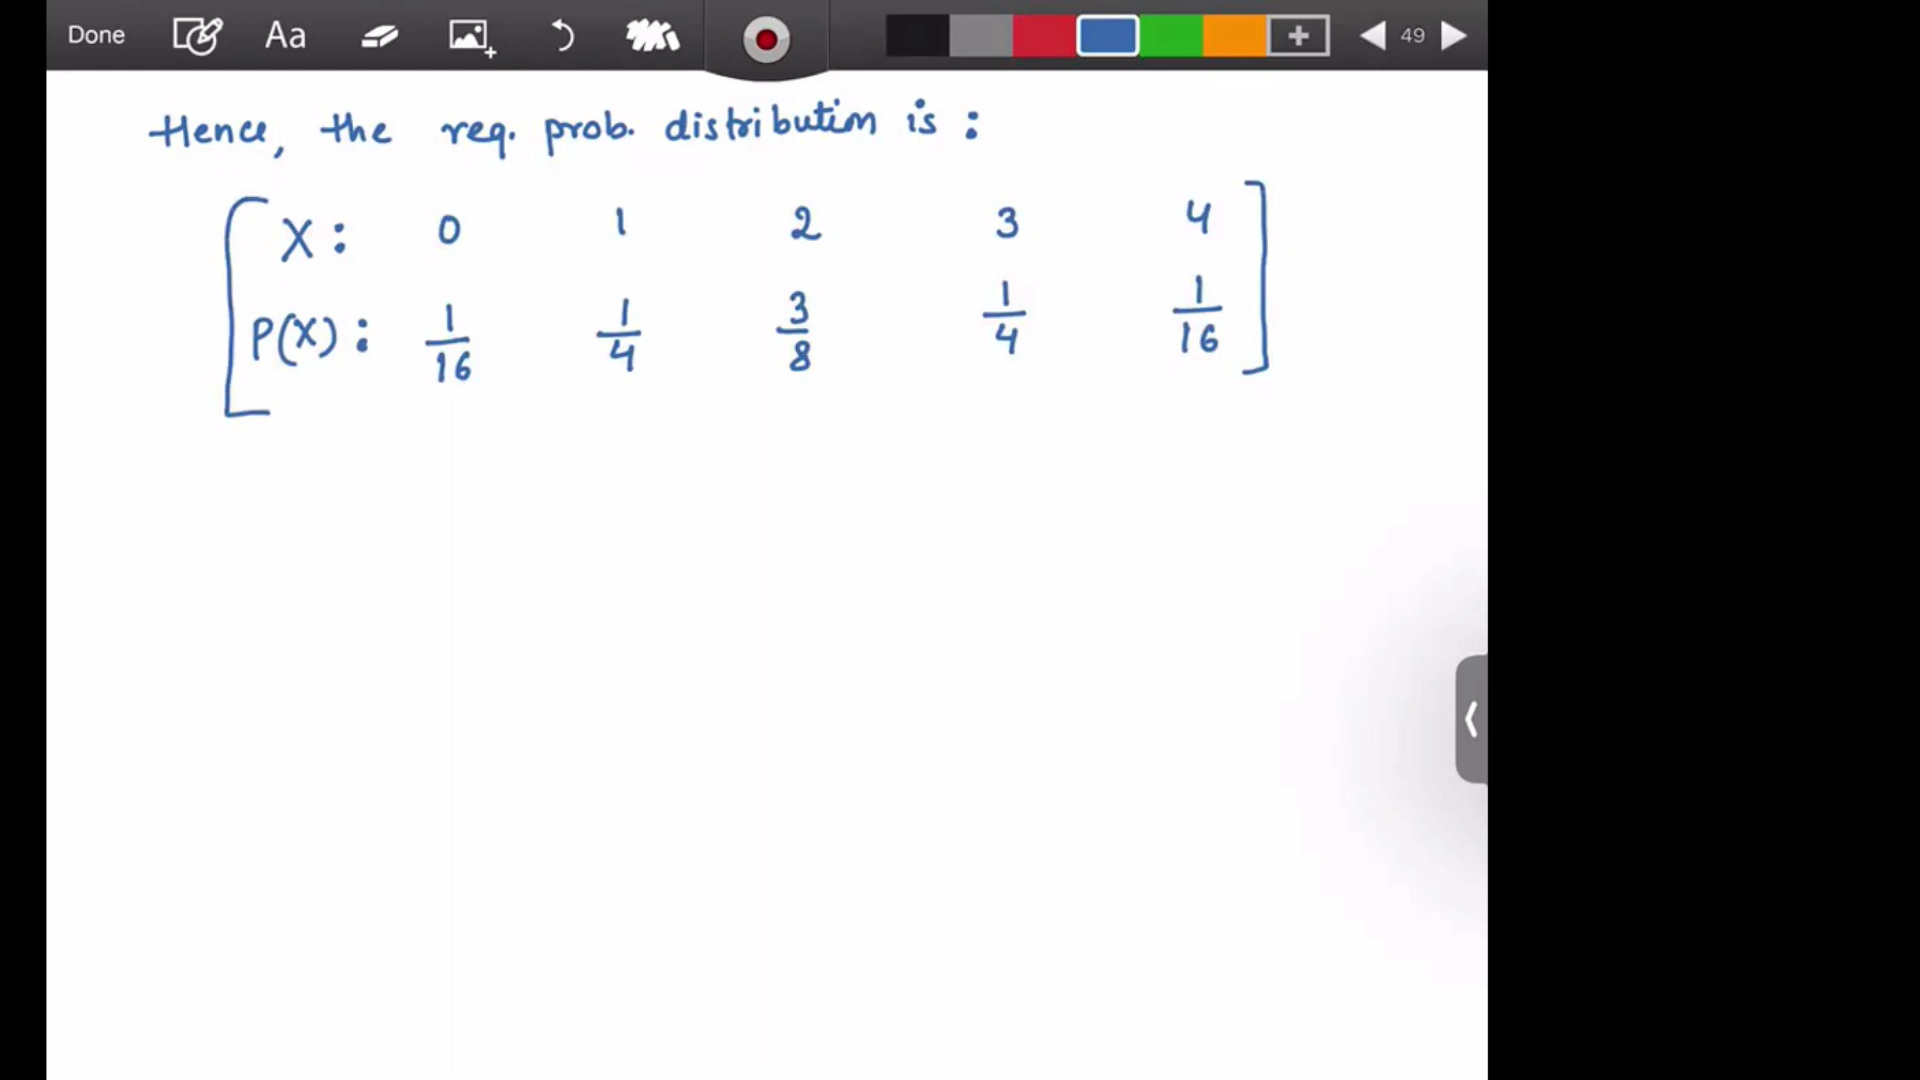 Done Aa 49
Hence, the req. prob. distribution is :
X : 0 1 2 3 4
P(X) : 1/16 1/4 3/8 1/4 1/16